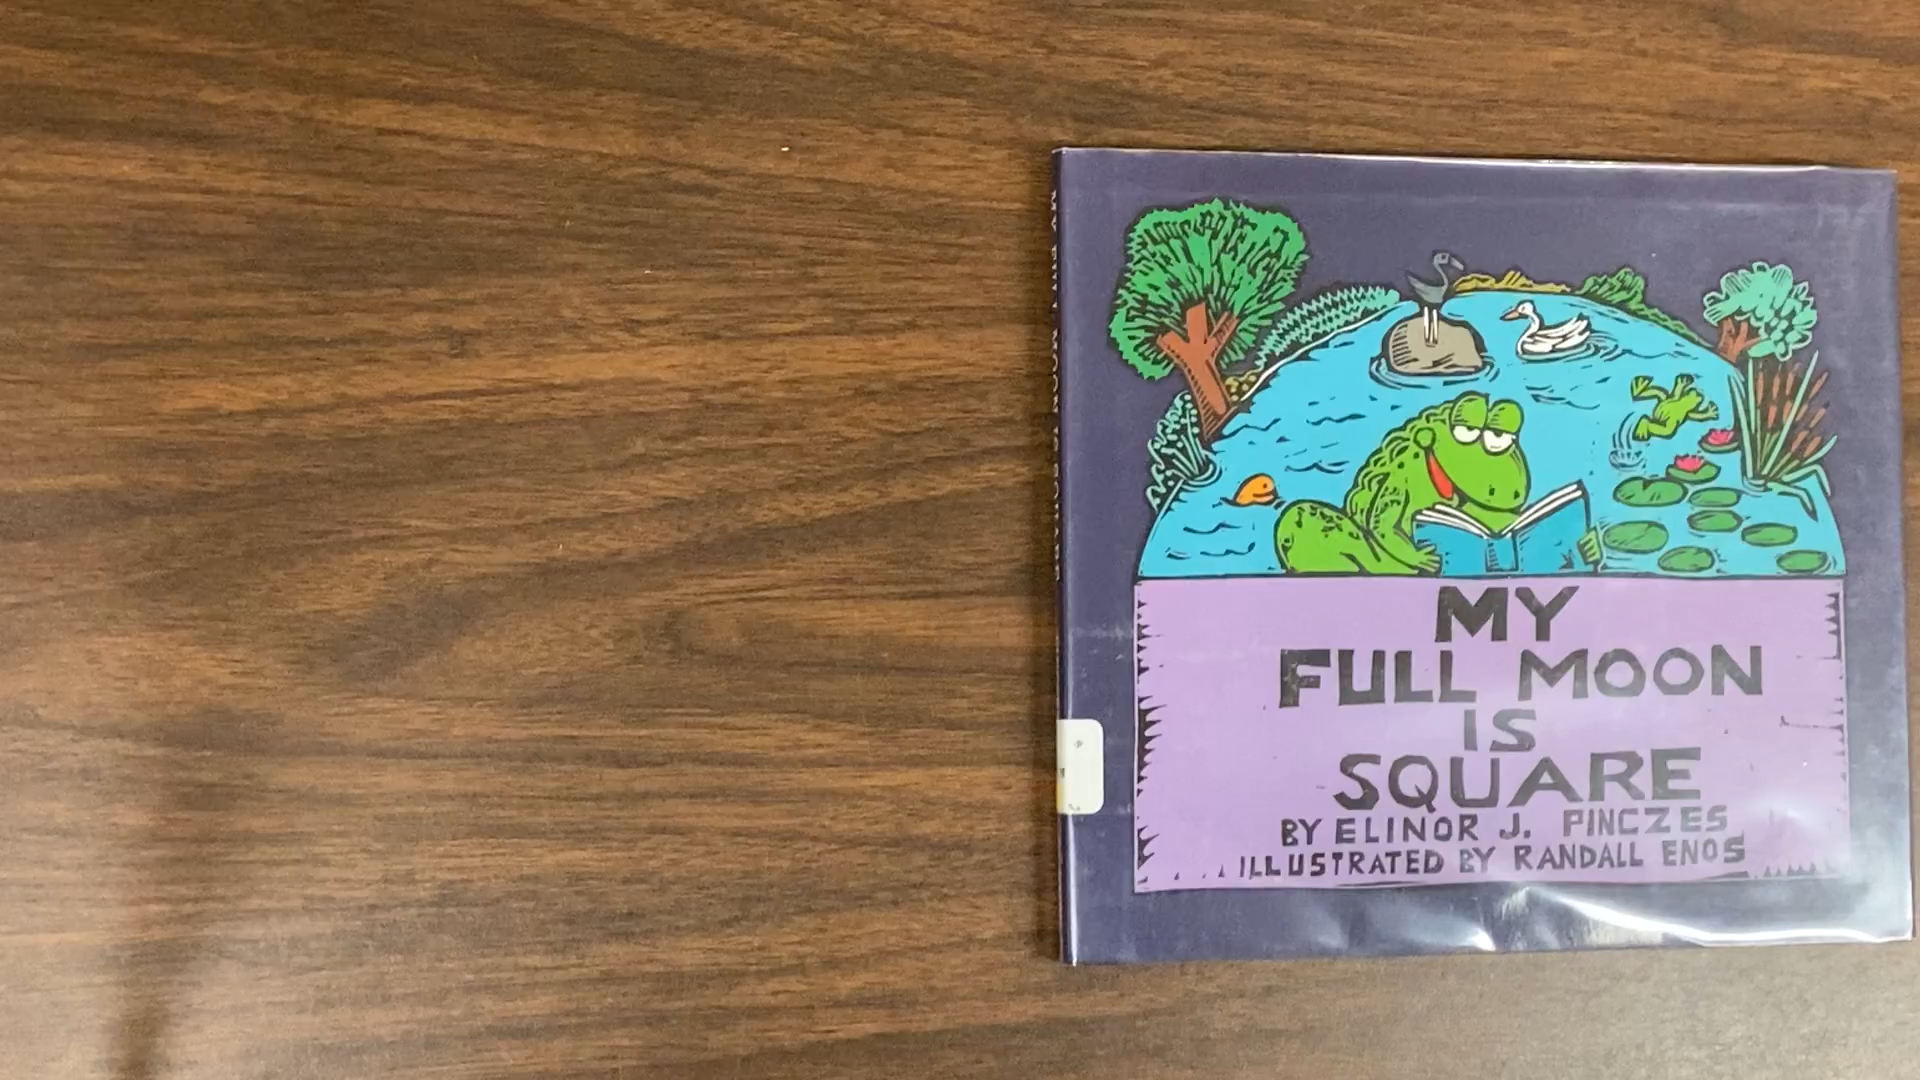 MY
FULL MOON
IS
SQUARE
BY ELINOR J. PINCZES
ILLUSTRATED BY RANDALL ENOS